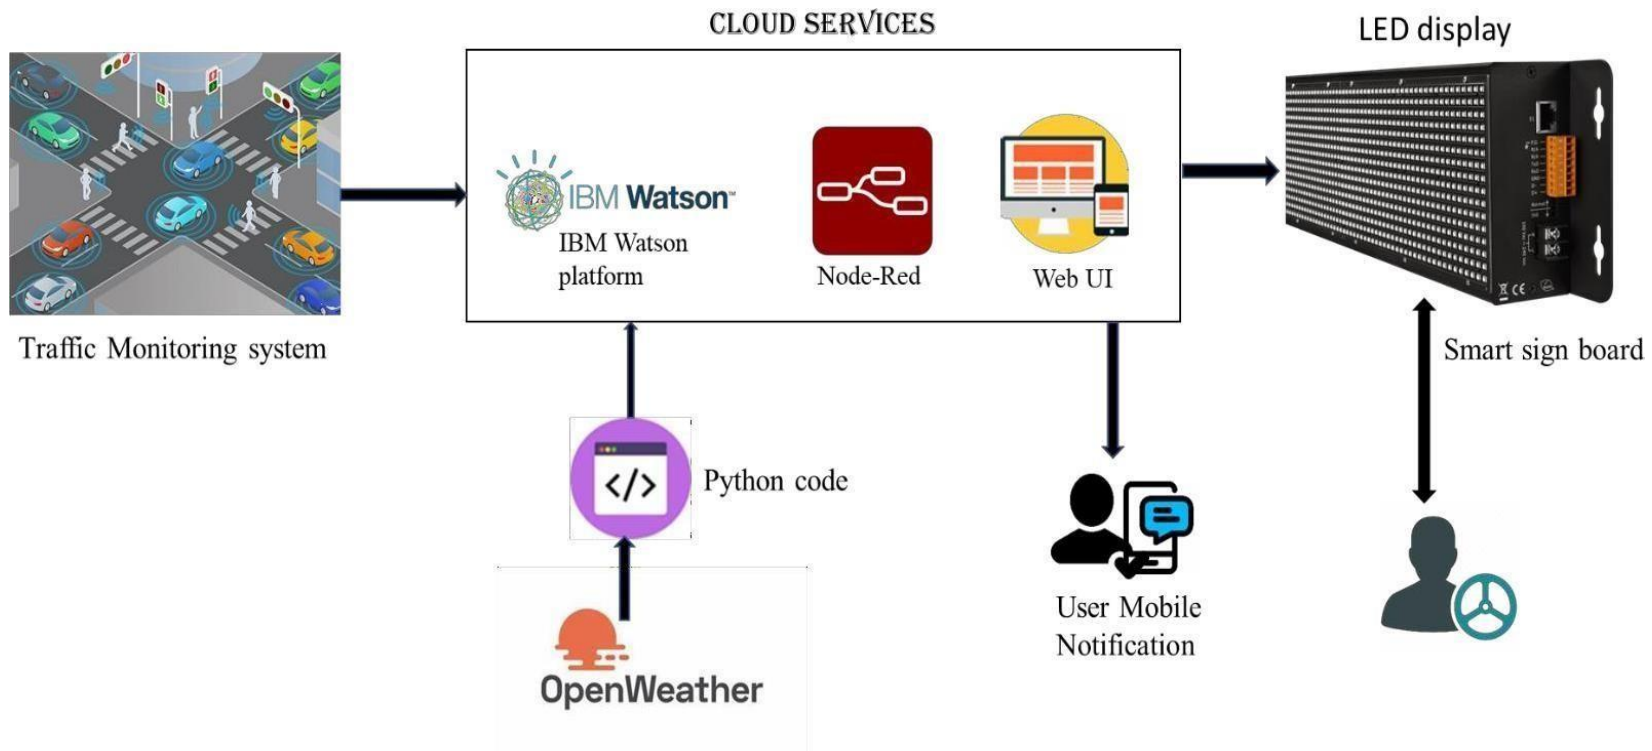 CLOUD SERVICES
LED display
IBM Watson™
IBM Watson
platform
Node-Red
Web UI
Traffic Monitoring system
Smart sign board
</>
Python code
User Mobile
Notification
OpenWeather